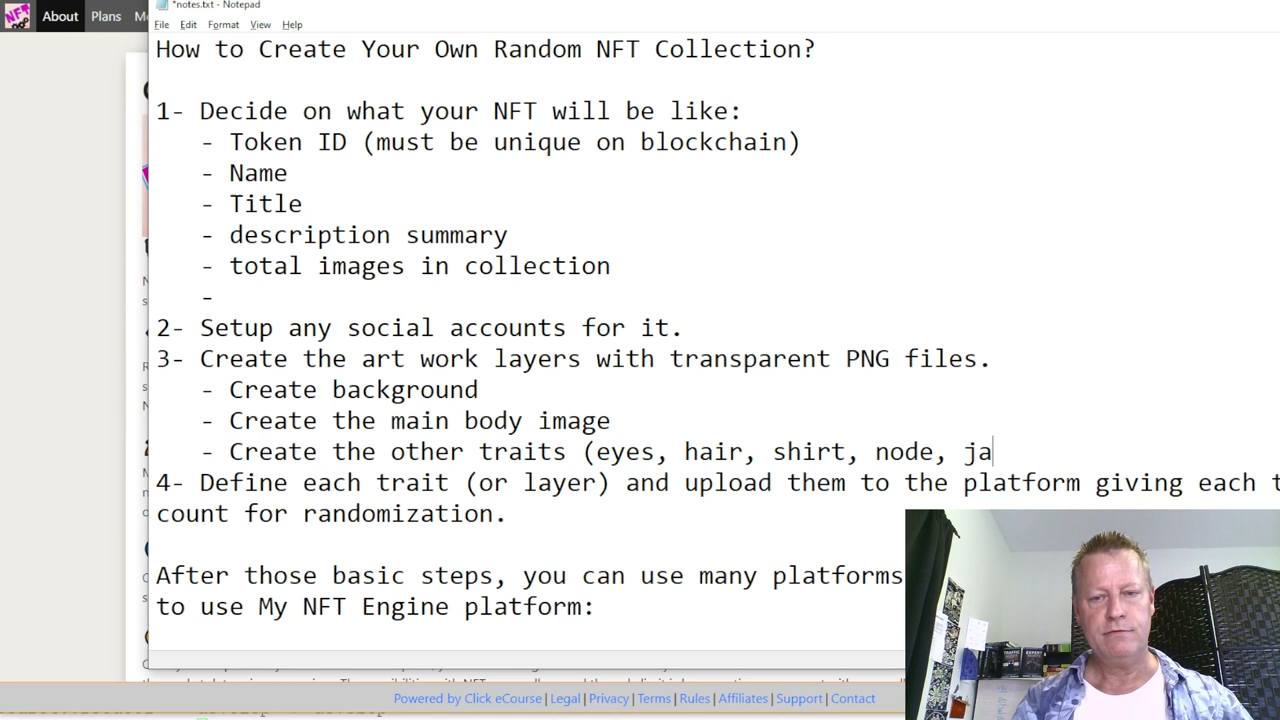 NFT
About
Plans
*notes.txt - Notepad
File Edit Format View Help
How to Create Your Own Random NFT Collection?
1- Decide on what your NFT will be like:
- Token ID (must be unique on blockchain)
- Name
- Title
- description summary
- total images in collection
-
2- Setup any social accounts for it.
3- Create the art work layers with transparent PNG files.
- Create background
- Create the main body image
- Create the other traits (eyes, hair, shirt, node, ja
4- Define each trait (or layer) and upload them to the platform giving each t
count for randomization.
After those basic steps, you can use many platforms
to use My NFT Engine platform:
Powered by Click eCourse | Legal | Privacy | Terms | Rules | Affiliates | Support | Contact